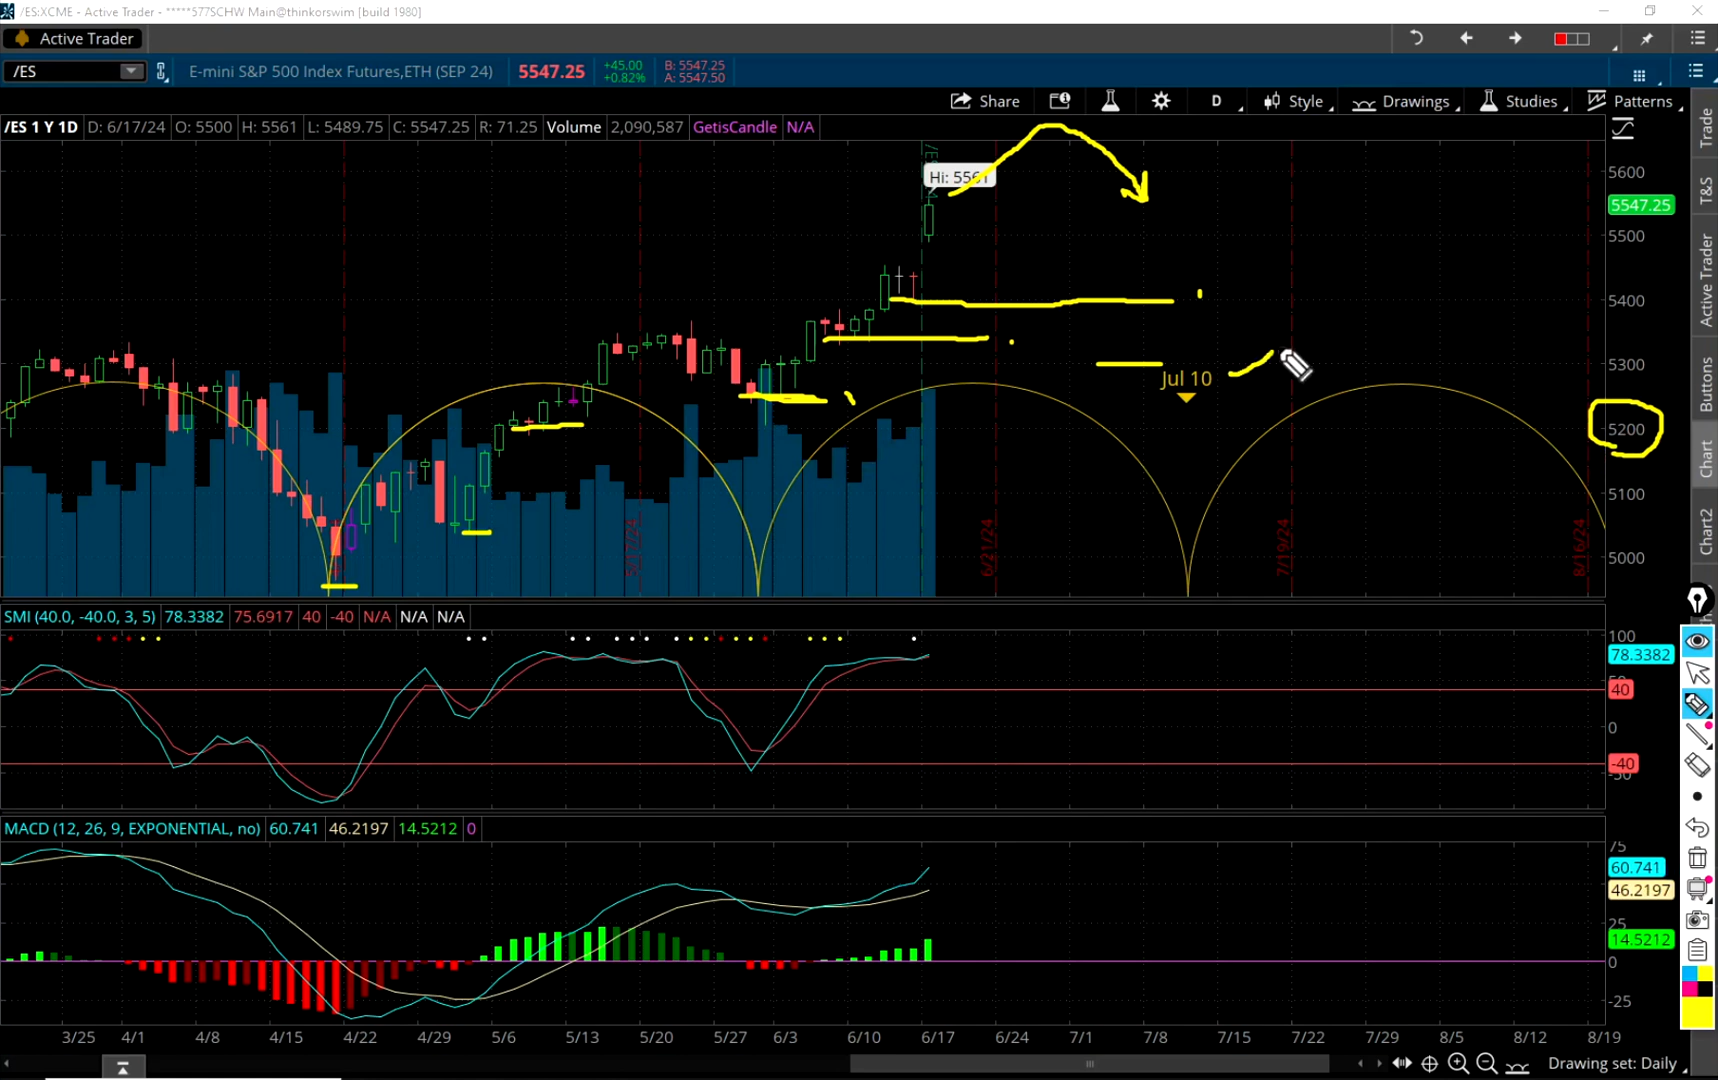 /ES:XCME - Active Trader - *****577SCHW Main@thinkorswim [build 1980]
Active Trader
/ES E-mini S&P 500 Index Futures,ETH (SEP 24) 5547.25 +45.00 +0.82% B: 5547.25 A: 5547.50
Share D Style Drawings Studies Patterns
/ES 1 Y 1D D: 6/17/24 O: 5500 H: 5561 L: 5489.75 C: 5547.25 R: 71.25 Volume 2,090,587 GetisCandle N/A
Hi: 5561
5600
5547.25
5500
5400
5300
Jul 10
5200
5100
5000
5/17/24
6/21/24
7/19/24
8/16/24
Trade
T&S
Active Trader
Buttons
Chart
Chart2
SMI (40.0, -40.0, 3, 5) 78.3382 75.6917 40 -40 N/A N/A N/A
100
78.3382
40
0
-40
MACD (12, 26, 9, EXPONENTIAL, no) 60.741 46.2197 14.5212 0
75
60.741
46.2197
25
14.5212
0
-25
3/25 4/1 4/8 4/15 4/22 4/29 5/6 5/13 5/20 5/27 6/3 6/10 6/17 6/24 7/1 7/8 7/15 7/22 7/29 8/5 8/12 8/19
Drawing set: Daily